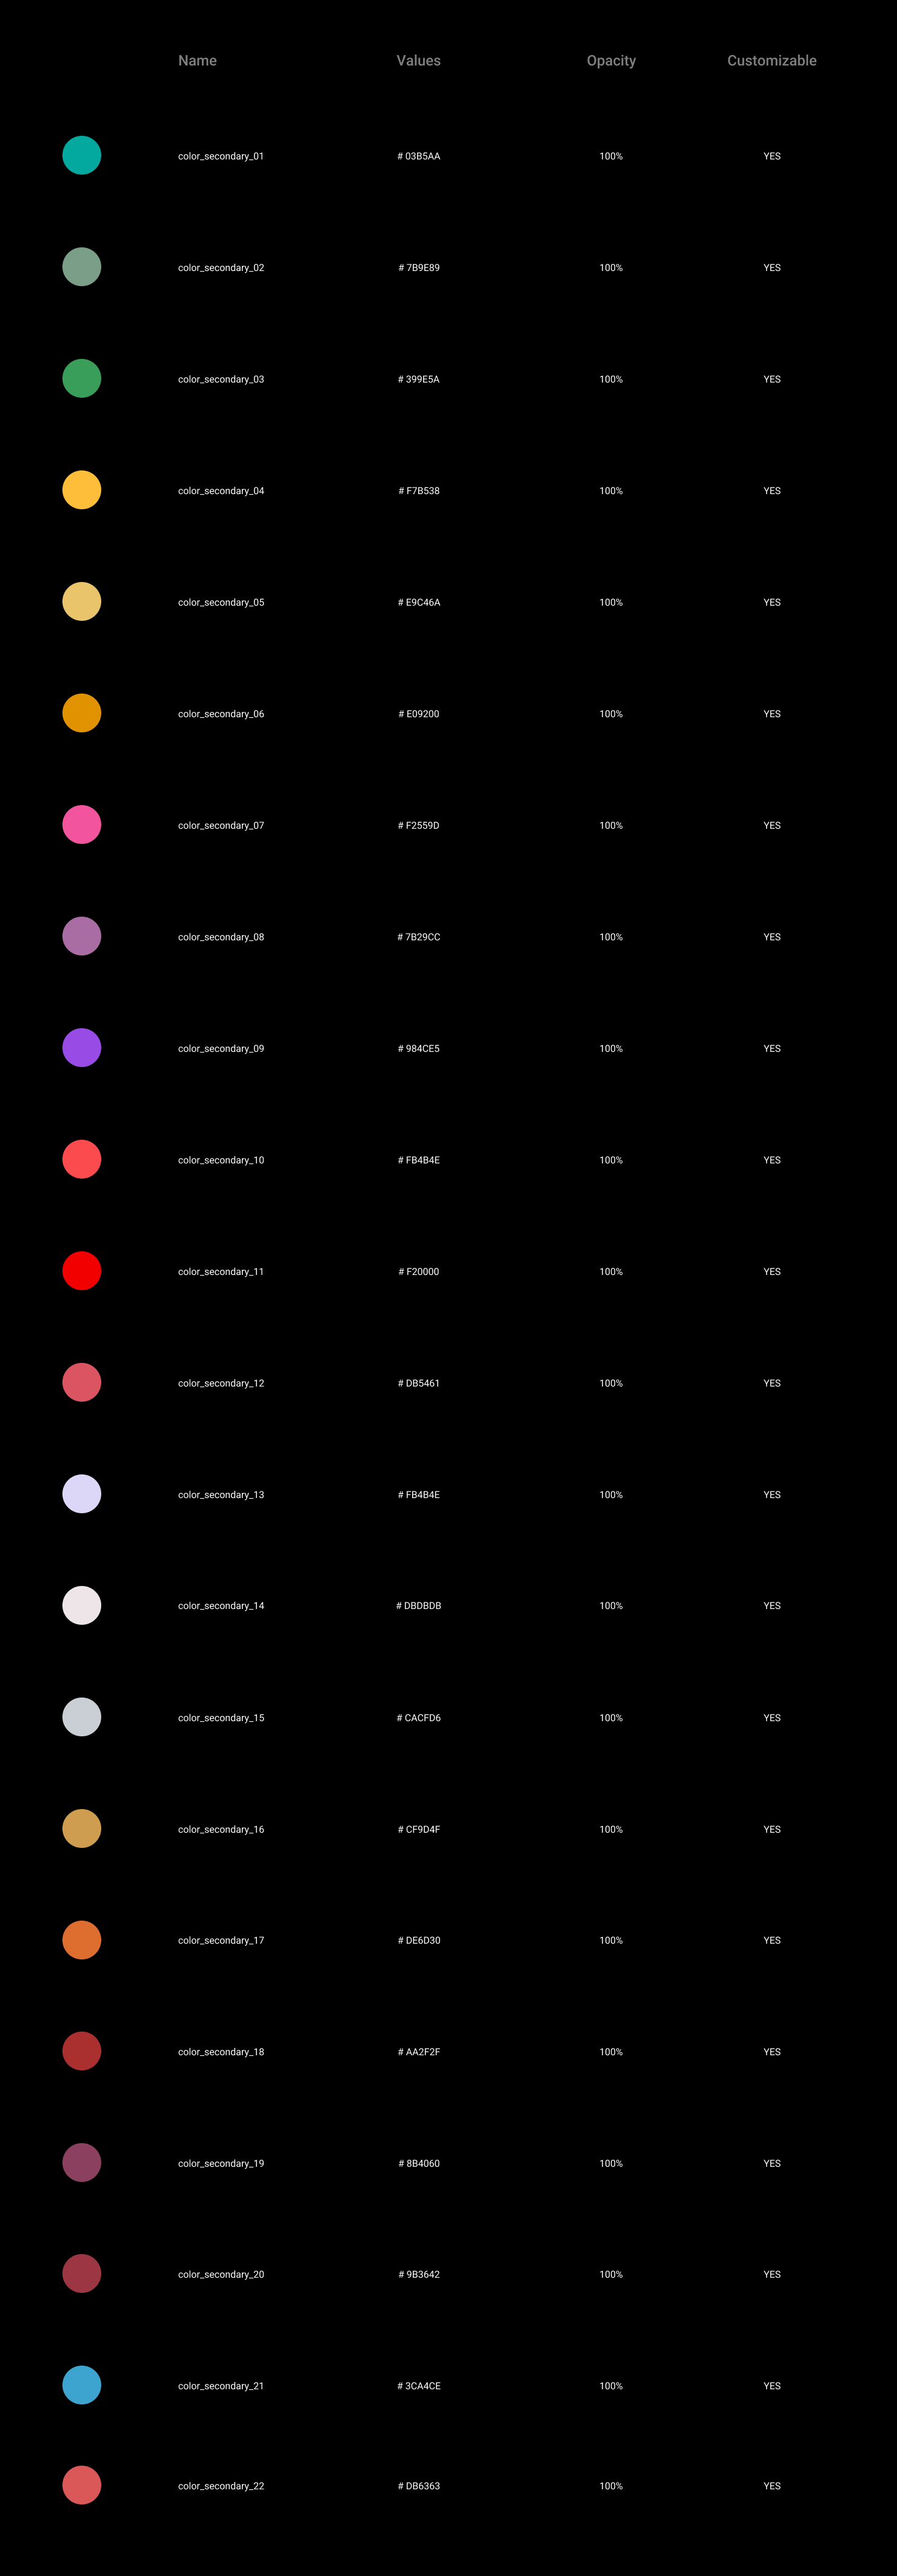 Name Values Opacity Customizable
color_secondary_01 # 03B5AA 100% YES
color_secondary_02 # 7B9E89 100% YES
color_secondary_03 # 399E5A 100% YES
color_secondary_04 # F7B538 100% YES
color_secondary_05 # E9C46A 100% YES
color_secondary_06 # E09200 100% YES
color_secondary_07 # F2559D 100% YES
color_secondary_08 # 7B29CC 100% YES
color_secondary_09 # 984CE5 100% YES
color_secondary_10 # FB4B4E 100% YES
color_secondary_11 # F20000 100% YES
color_secondary_12 # DB5461 100% YES
color_secondary_13 # FB4B4E 100% YES
color_secondary_14 # DBDBDB 100% YES
color_secondary_15 # CACFD6 100% YES
color_secondary_16 # CF9D4F 100% YES
color_secondary_17 # DE6D30 100% YES
color_secondary_18 # AA2F2F 100% YES
color_secondary_19 # 8B4060 100% YES
color_secondary_20 # 9B3642 100% YES
color_secondary_21 # 3CA4CE 100% YES
color_secondary_22 # DB6363 100% YES